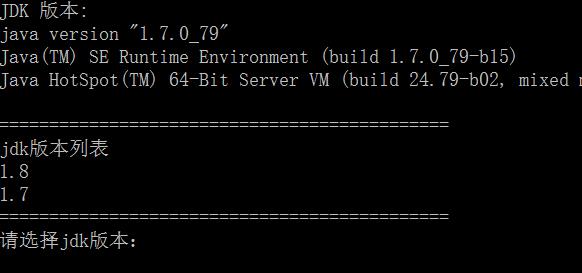 JDK 版本:
java version "1.7.0_79"
Java(TM) SE Runtime Environment (build 1.7.0_79-b15)
Java HotSpot(TM) 64-Bit Server VM (build 24.79-b02, mixed
=============================================
jdk版本列表
1.8
1.7
=============================================
请选择jdk版本: